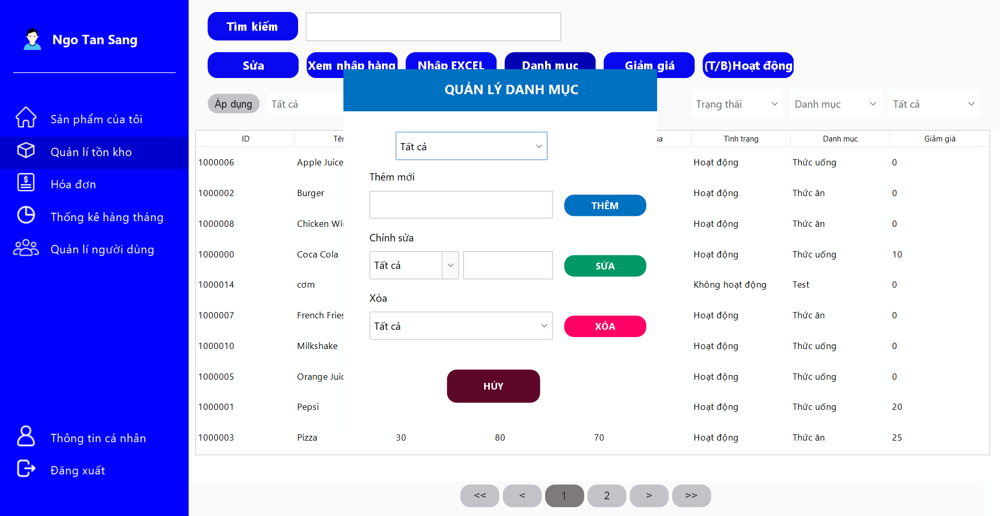 Ngo Tan Sang
Sản phẩm của tôi
Quản lí tồn kho
Hóa đơn
Thống kê hàng tháng
Quản lí người dùng
Thông tin cá nhân
Đăng xuất
Tìm kiếm
Sửa Xem nhập hàng Nhập EXCEL Danh mục Giảm giá (T/B)Hoạt động
Áp dụng Tất cả Trạng thái Danh mục Tất cả
QUẢN LÝ DANH MỤC
Tất cả
Thêm mới
THÊM
Chỉnh sửa
Tất cả SỬA
Xóa
Tất cả XÓA
HỦY
ID Tình trạng Danh mục Giảm giá
1000006 Apple Juice Hoạt động Thức uống 0
1000002 Burger Hoạt động Thức ăn 0
1000008 Chicken Hoạt động Thức ăn 0
1000000 Coca Cola Hoạt động Thức uống 10
1000014 cơm Không hoạt động Test 0
1000007 French Fries Hoạt động Thức ăn 0
1000010 Milkshake Hoạt động Thức uống 0
1000005 Orange Hoạt động Thức uống 0
1000001 Pepsi Hoạt động Thức uống 20
1000003 Pizza 30 80 70 Hoạt động Thức ăn 25
<< < 1 2 > >>